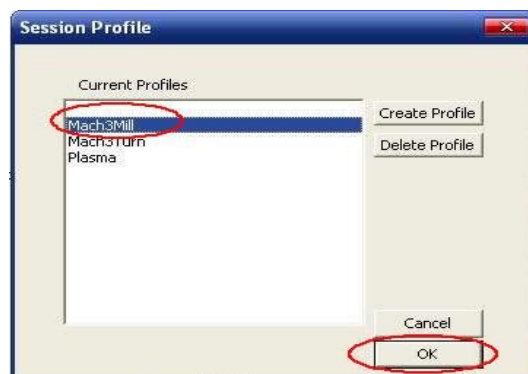 Session Profile
Current Profiles
Mach3Mill
Mach3Turn
Plasma
Create Profile
Delete Profile
Cancel
OK